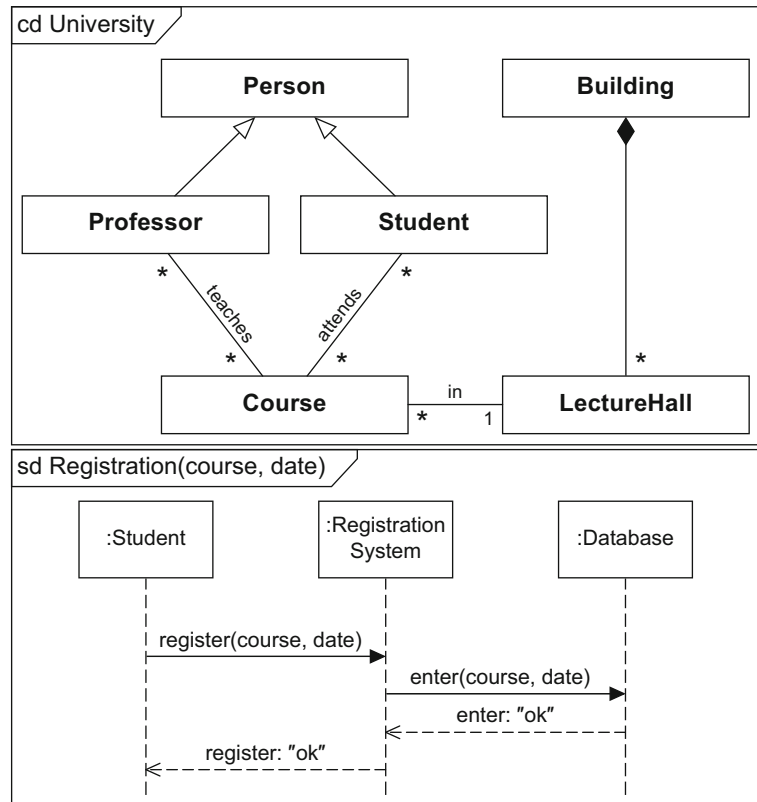 cd University
Person
Building
Professor
Student
*
*
teaches
attends
*
*
*
Course
in
LectureHall
*
1
sd Registration(course, date)
:Student
:Registration
System
:Database
register(course, date)
enter(course, date)
enter: "ok"
register: "ok"